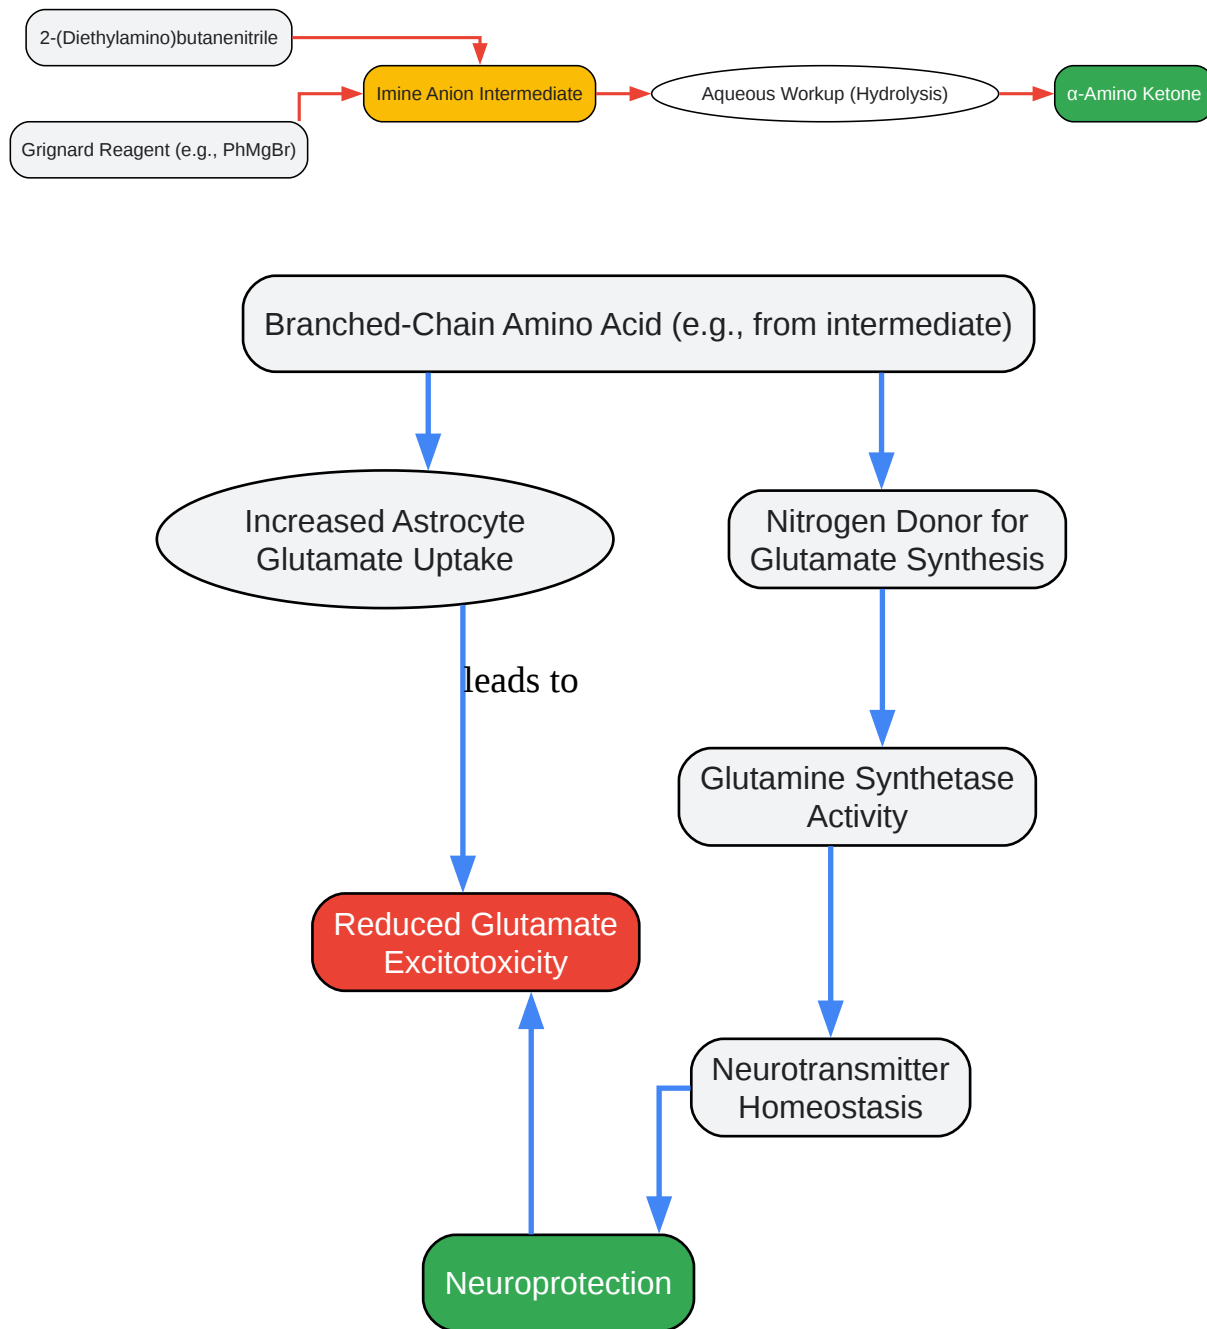 2-(Diethylamino)butanenitrile
Grignard Reagent (e.g., PhMgBr)
Imine Anion Intermediate
Aqueous Workup (Hydrolysis)
α-Amino Ketone
Branched-Chain Amino Acid (e.g., from intermediate)
Increased Astrocyte
Glutamate Uptake
Nitrogen Donor for
Glutamate Synthesis
leads to
Glutamine Synthetase
Activity
Reduced Glutamate
Excitotoxicity
Neurotransmitter
Homeostasis
Neuroprotection